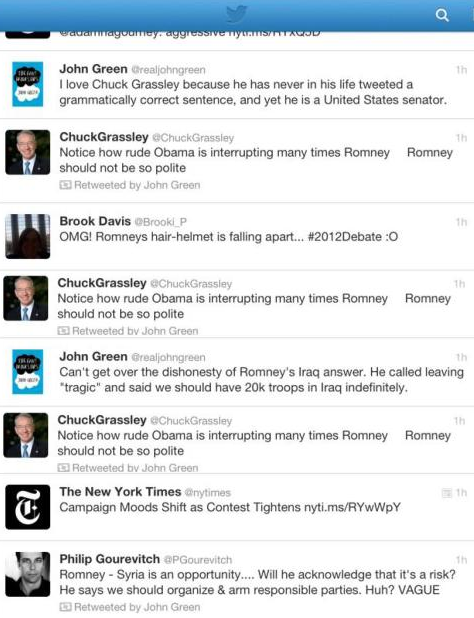 @adamnagourney: aggressive nyti.ms/RYxQ5D
John Green @realjohngreen 1h
I love Chuck Grassley because he has never in his life tweeted a
grammatically correct sentence, and yet he is a United States senator.
ChuckGrassley @ChuckGrassley 1h
Notice how rude Obama is interrupting many times Romney Romney
should not be so polite
Retweeted by John Green
Brook Davis @Brooki_P 1h
OMG! Romneys hair-helmet is falling apart... #2012Debate :O
ChuckGrassley @ChuckGrassley 1h
Notice how rude Obama is interrupting many times Romney Romney
should not be so polite
Retweeted by John Green
John Green @realjohngreen 1h
Can't get over the dishonesty of Romney's Iraq answer. He called leaving
"tragic" and said we should have 20k troops in Iraq indefinitely.
ChuckGrassley @ChuckGrassley 1h
Notice how rude Obama is interrupting many times Romney Romney
should not be so polite
Retweeted by John Green
The New York Times @nytimes 1h
Campaign Moods Shift as Contest Tightens nyti.ms/RYwWpY
Philip Gourevitch @PGourevitch 1h
Romney - Syria is an opportunity.... Will he acknowledge that it's a risk?
He says we should organize & arm responsible parties. Huh? VAGUE
Retweeted by John Green